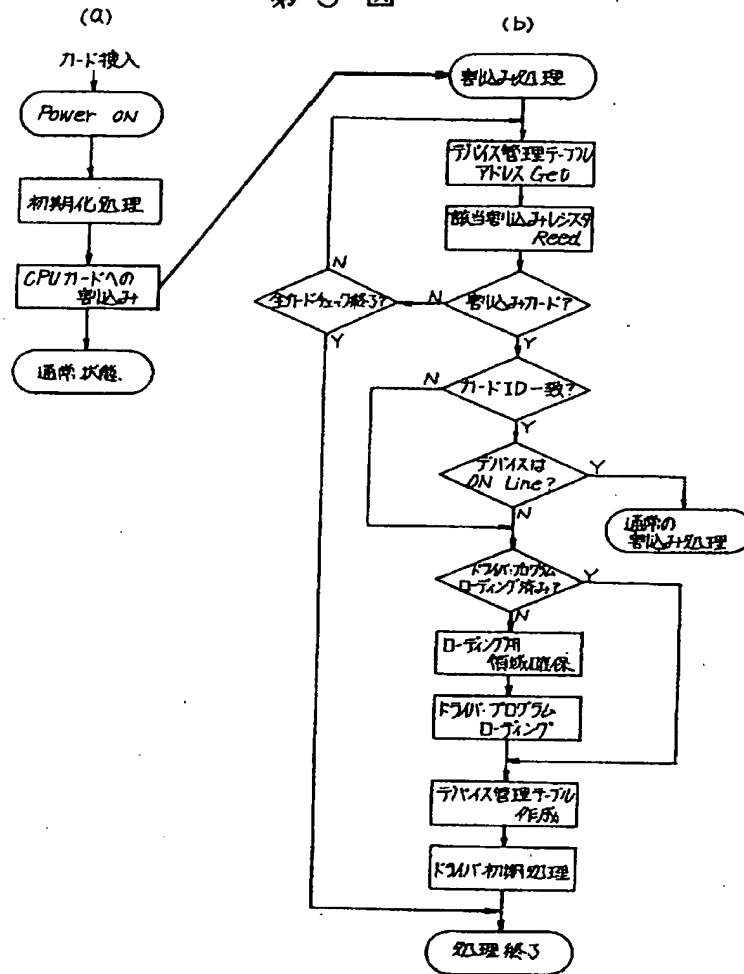 第 3 図
(a)
カード挿入
Power ON
初期化処理
CPUカードへの
割込み
通常状態
(b)
割込み処理
デバイス管理テーブル
アドレス Get
該当割込みレジスタ
Reed
割込みカード?
N
Y
全カードチェック終了?
N
Y
カードID一致?
N
Y
デバイスは
ON Line?
Y
N
通常の
割込み処理
ドライバ・プログラム
ローディング済み?
Y
N
ローディング用
領域確保
ドライバ・プログラム
ローディング
デバイス管理テーブル
作成
ドライバ初期処理
処理終了